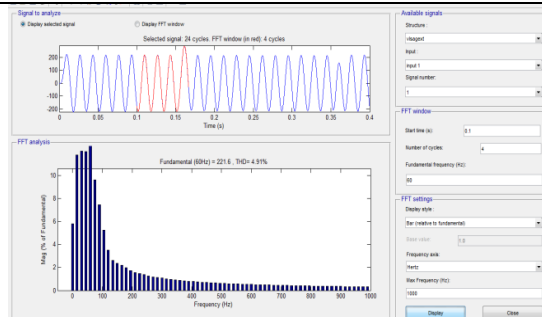 Signal to analyze
Display selected signal
Display FFT window
Selected signal: 24 cycles. FFT window (in red): 4 cycles
200
100
0
-100
-200
0 0.05 0.1 0.15 0.2 0.25 0.3 0.35 0.4
Time (s)
FFT analysis
Fundamental (60Hz) = 221.6 , THD= 4.91%
10
8
6
4
2
0
Mag (% of Fundamental)
0 100 200 300 400 500 600 700 800 900 1000
Frequency (Hz)
Available signals
Structure :
vlsagext
Input :
input 1
Signal number:
1
FFT window
Start time (s): 0.1
Number of cycles: 4
Fundamental frequency (Hz):
60
FFT settings
Display style :
Bar (relative to fundamental)
Base value: 1.0
Frequency axis:
Hertz
Max Frequency (Hz):
1000
Display
Close